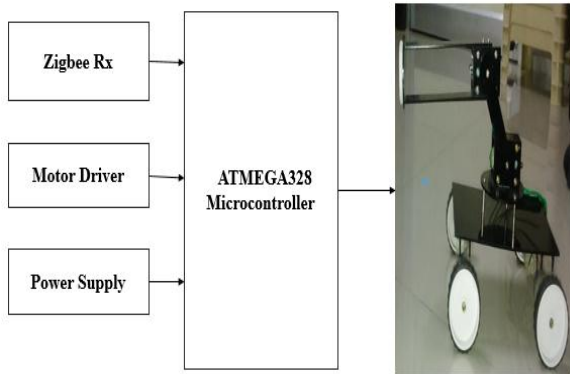 Zigbee Rx
Motor Driver
Power Supply
ATMEGA328
Microcontroller